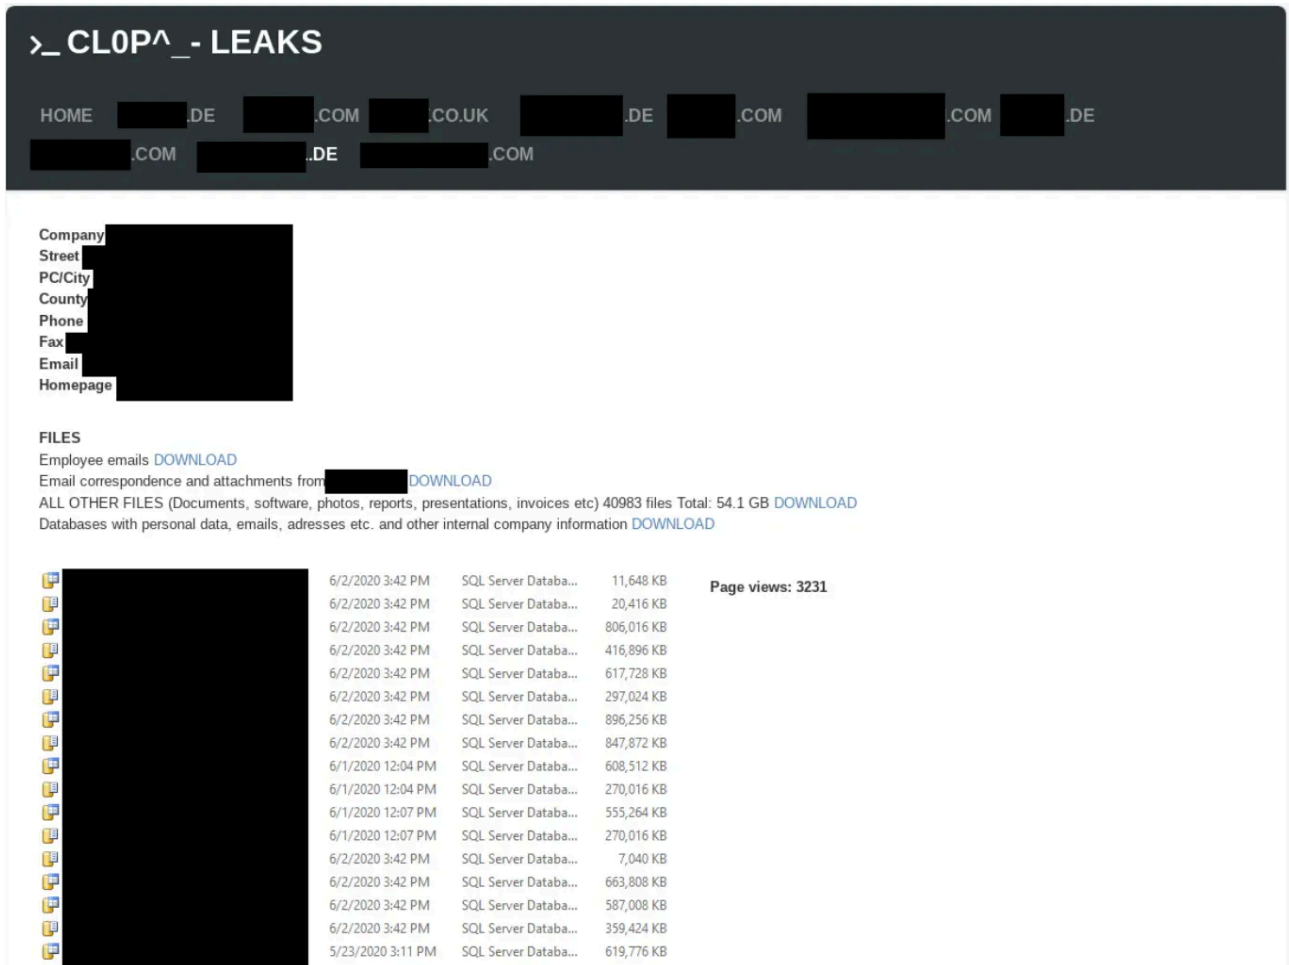 >_ CL0P^_- LEAKS
HOME .DE .COM .CO.UK .DE .COM .COM .DE
.COM .DE .COM
Company
Street
PC/City
County
Phone
Fax
Email
Homepage
FILES
Employee emails DOWNLOAD
Email correspondence and attachments from DOWNLOAD
ALL OTHER FILES (Documents, software, photos, reports, presentations, invoices etc) 40983 files Total: 54.1 GB DOWNLOAD
Databases with personal data, emails, adresses etc. and other internal company information DOWNLOAD
6/2/2020 3:42 PM SQL Server Databa... 11,648 KB
Page views: 3231
6/2/2020 3:42 PM SQL Server Databa... 20,416 KB
6/2/2020 3:42 PM SQL Server Databa... 806,016 KB
6/2/2020 3:42 PM SQL Server Databa... 416,896 KB
6/2/2020 3:42 PM SQL Server Databa... 617,728 KB
6/2/2020 3:42 PM SQL Server Databa... 297,024 KB
6/2/2020 3:42 PM SQL Server Databa... 896,256 KB
6/2/2020 3:42 PM SQL Server Databa... 847,872 KB
6/1/2020 12:04 PM SQL Server Databa... 608,512 KB
6/1/2020 12:04 PM SQL Server Databa... 270,016 KB
6/1/2020 12:07 PM SQL Server Databa... 555,264 KB
6/1/2020 12:07 PM SQL Server Databa... 270,016 KB
6/2/2020 3:42 PM SQL Server Databa... 7,040 KB
6/2/2020 3:42 PM SQL Server Databa... 663,808 KB
6/2/2020 3:42 PM SQL Server Databa... 587,008 KB
6/2/2020 3:42 PM SQL Server Databa... 359,424 KB
5/23/2020 3:11 PM SQL Server Databa... 619,776 KB